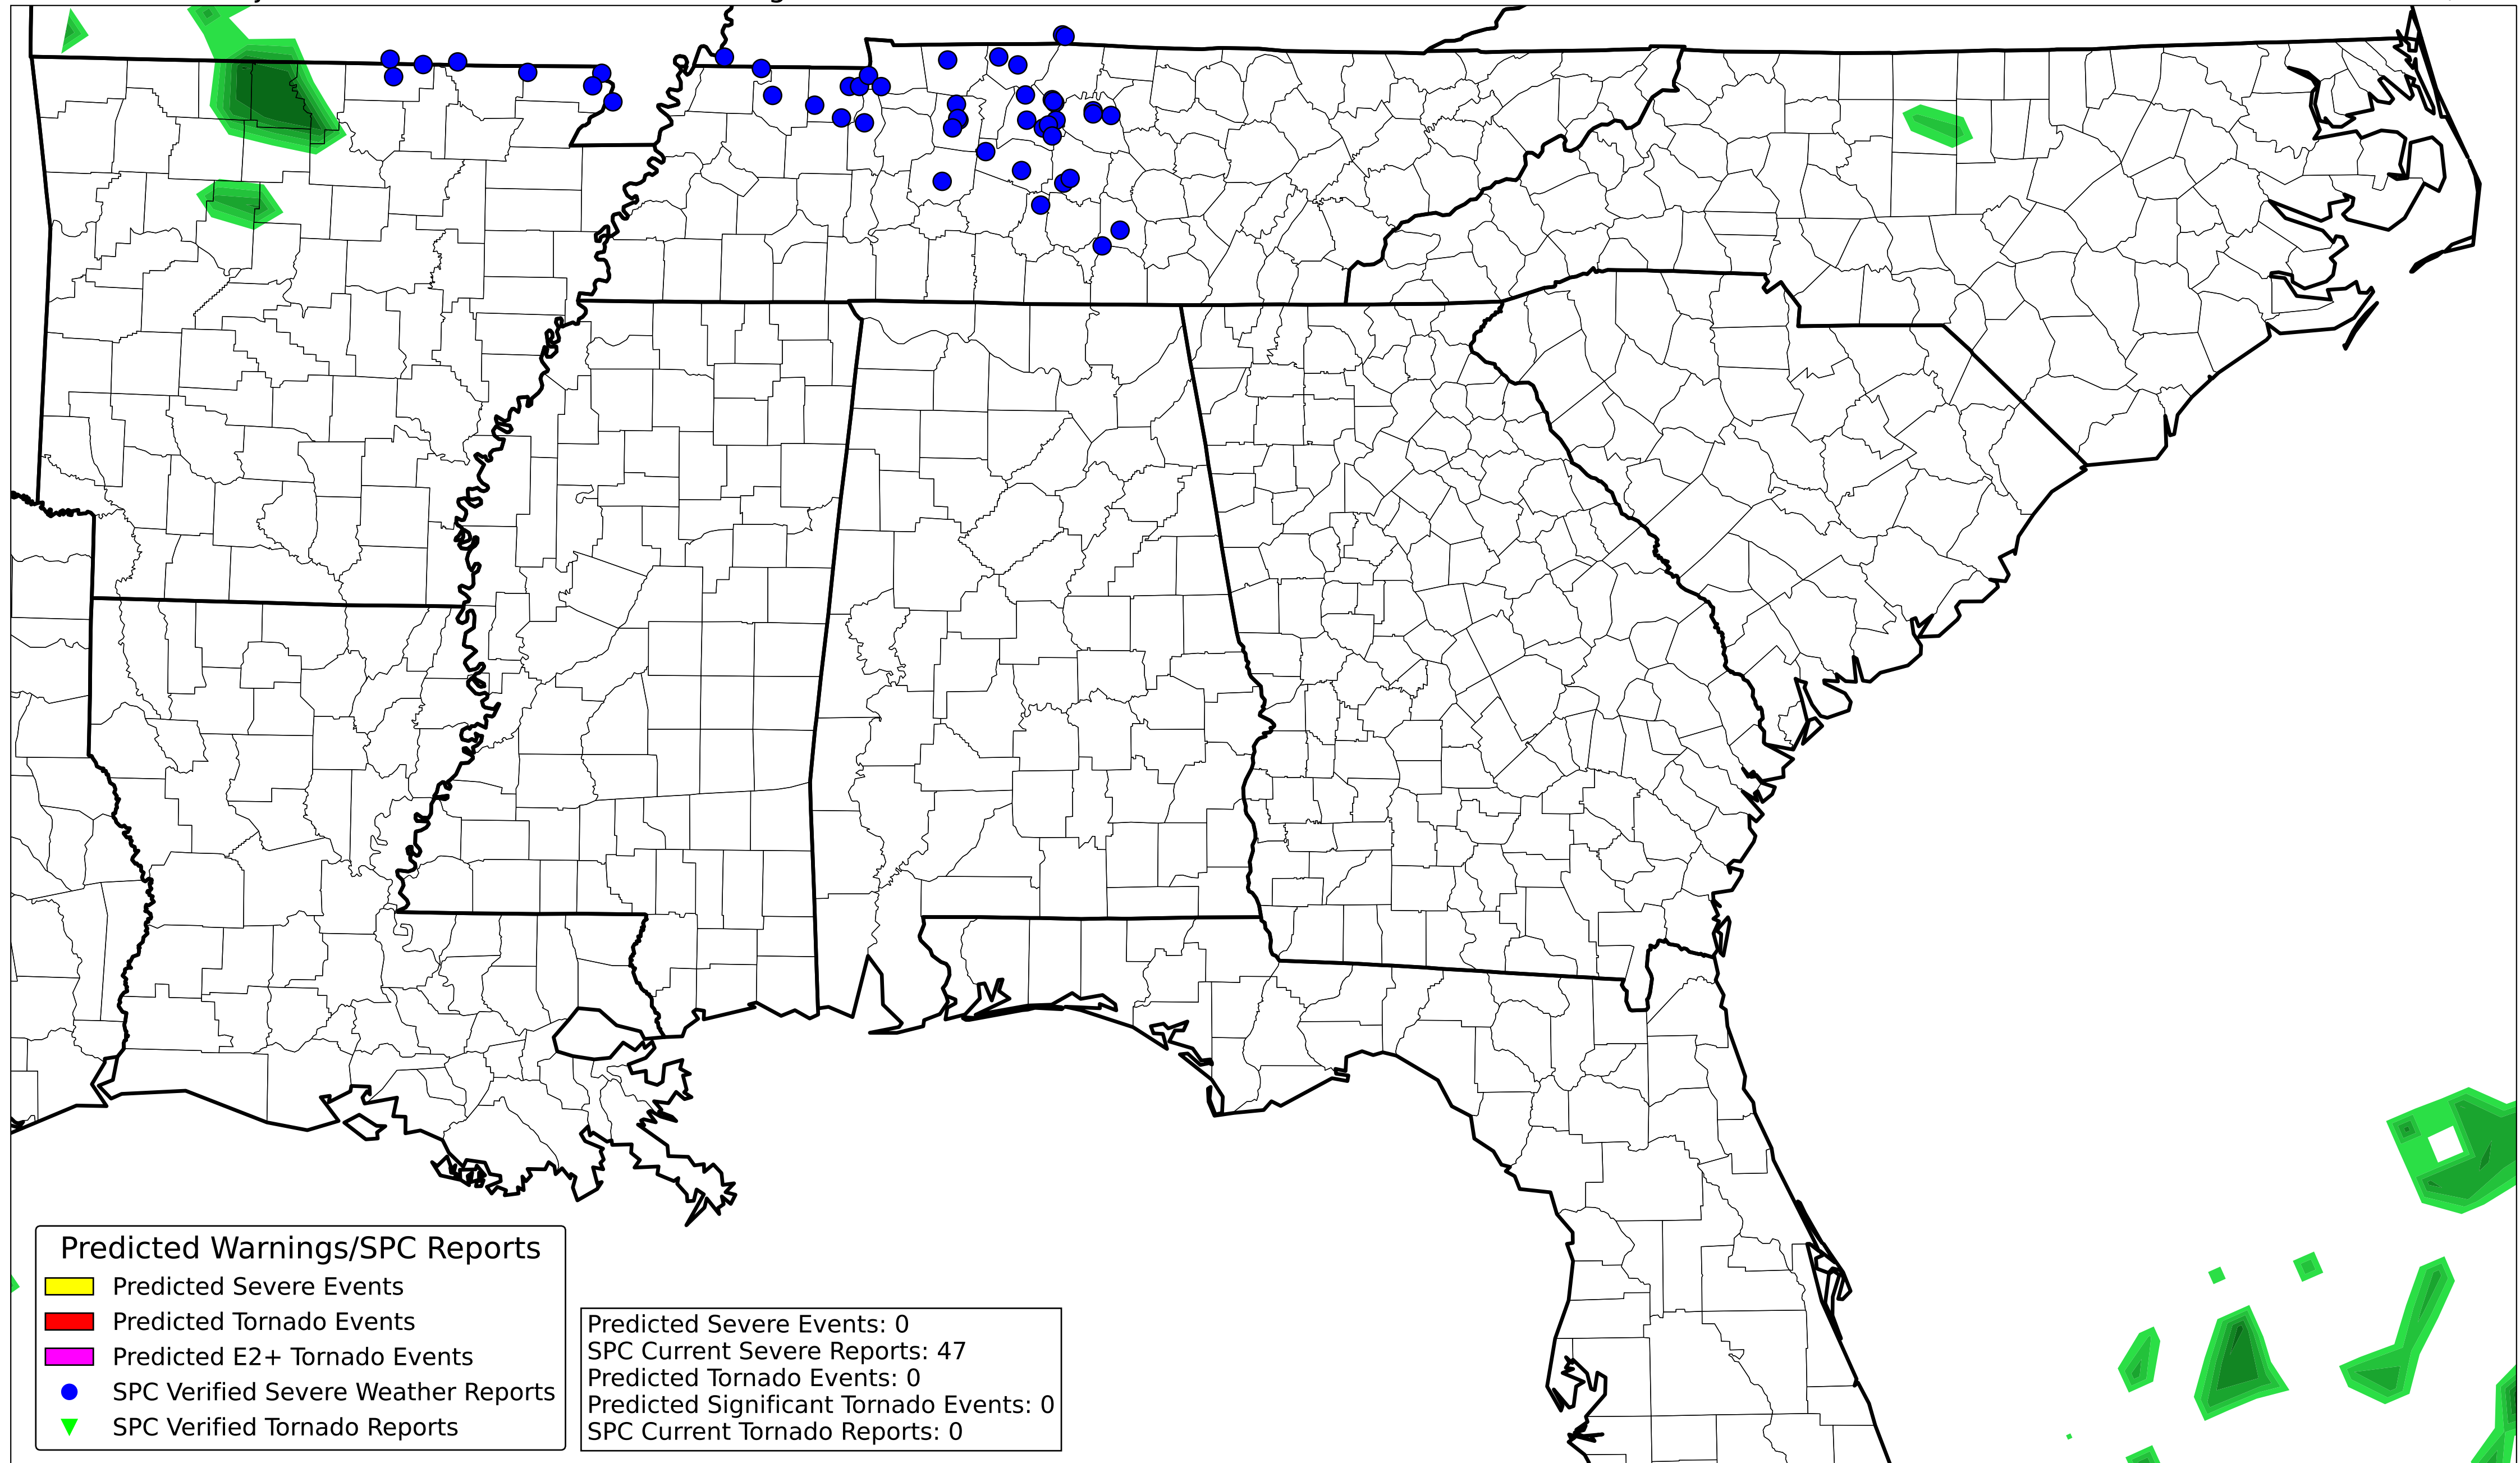 Predicted Warnings/SPC Reports
Predicted Severe Events
Predicted Tornado Events
Predicted E2+ Tornado Events
SPC Verified Severe Weather Reports
SPC Verified Tornado Reports
Predicted Severe Events: 0
SPC Current Severe Reports: 47
Predicted Tornado Events: 0
Predicted Significant Tornado Events: 0
SPC Current Tornado Reports: 0